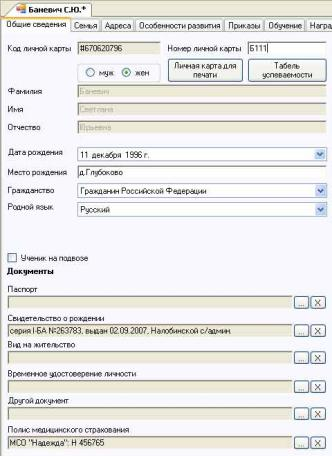 Баневич С.Ю.*
Общие сведения Семья Адреса Особенности развития Приказы Обучение Награ
Код личной карты #670620796 Номер личной карты Б111
муж жен Личная карта для печати Табель успеваемости
Фамилия Баневич
Имя Светлана
Отчество Юрьевна
Дата рождения 11 декабря 1996 г.
Место рождения д.Глубоково
Гражданство Гражданин Российской Федерации
Родной язык Русский
Ученик на подвозе
Документы
Паспорт
... X
Свидетельство о рождении
серия I-БА №263783, выдан 02.09.2007, Налобинской с/админ. ... X
Вид на жительство
... X
Временное удостоверение личности
... X
Другой документ
... X
Полис медицинского страхования
МСО "Надежда"; Н 456765 ... X